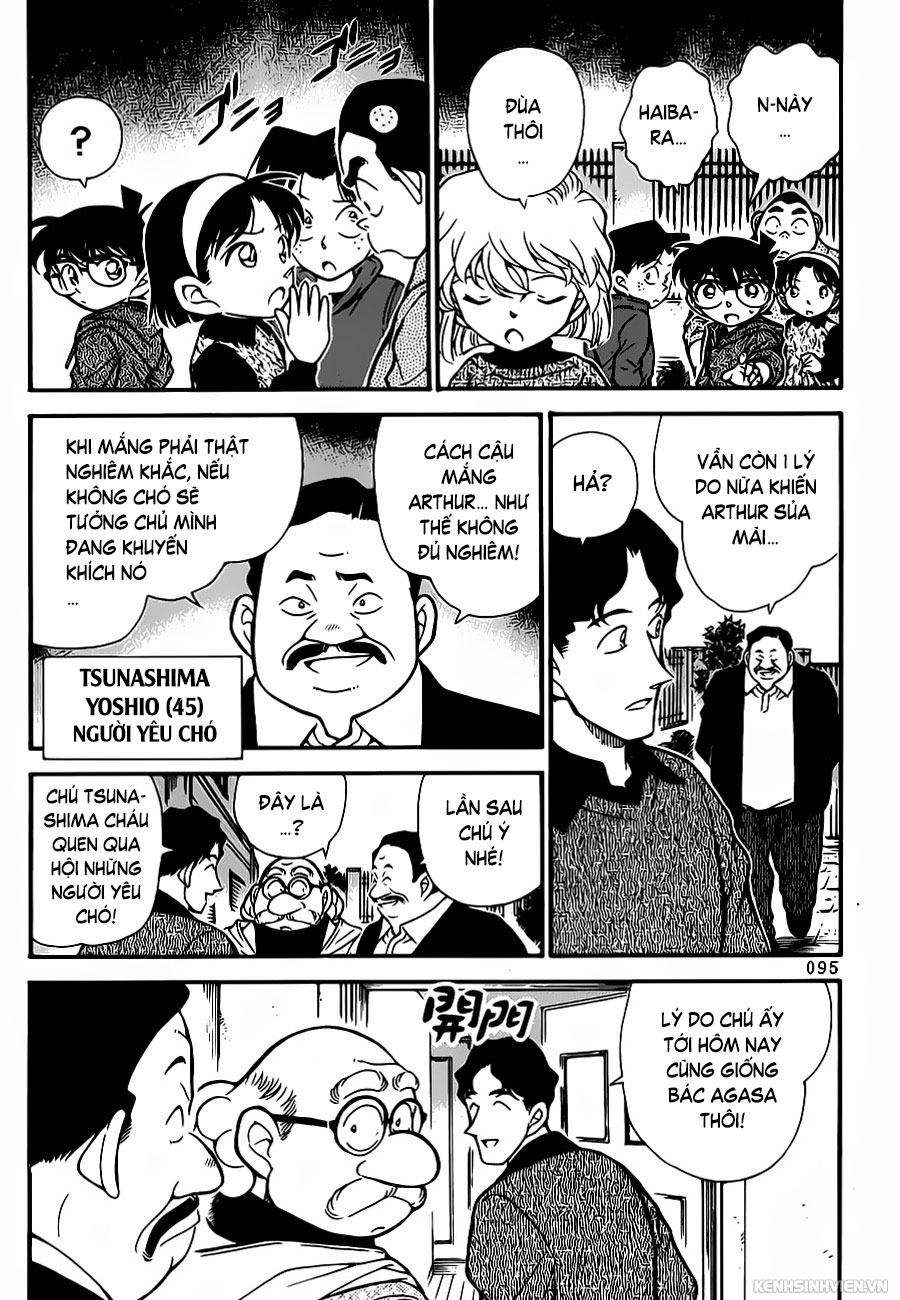 N-NÀY
...
HAIBA-
RA...
ĐÙA
THÔI
...
?
VẨN CÒN 1 LÝ
DO NỮA KHIẾN
ARTHUR SỦA
MẢI...
HẢ?
CÁCH CẬU
MẮNG
ARTHUR... NHƯ
THẾ KHÔNG
ĐỦ NGHIÊM!
KHI MẮNG PHẢI THẬT
NGHIÊM KHẮC, NẾU
KHÔNG CHÓ SẼ
TƯỞNG CHỦ MÌNH
ĐANG KHUYẾN
KHÍCH NÓ
...
TSUNASHIMA
YOSHIO (45)
NGƯỜI YÊU CHÓ
LẦN SAU
CHÚ Ý
NHÉ!
ĐÂY LÀ
...?
CHÚ TSUNA-
SHIMA CHÁU
QUEN QUA
HỘI NHỮNG
NGƯỜI YÊU
CHÓ!
095
LÝ DO CHÚ ẤY
TỚI HÔM NAY
CŨNG GIỐNG
BÁC AGASA
THÔI!
開門
KENHSINHVIEN.VN